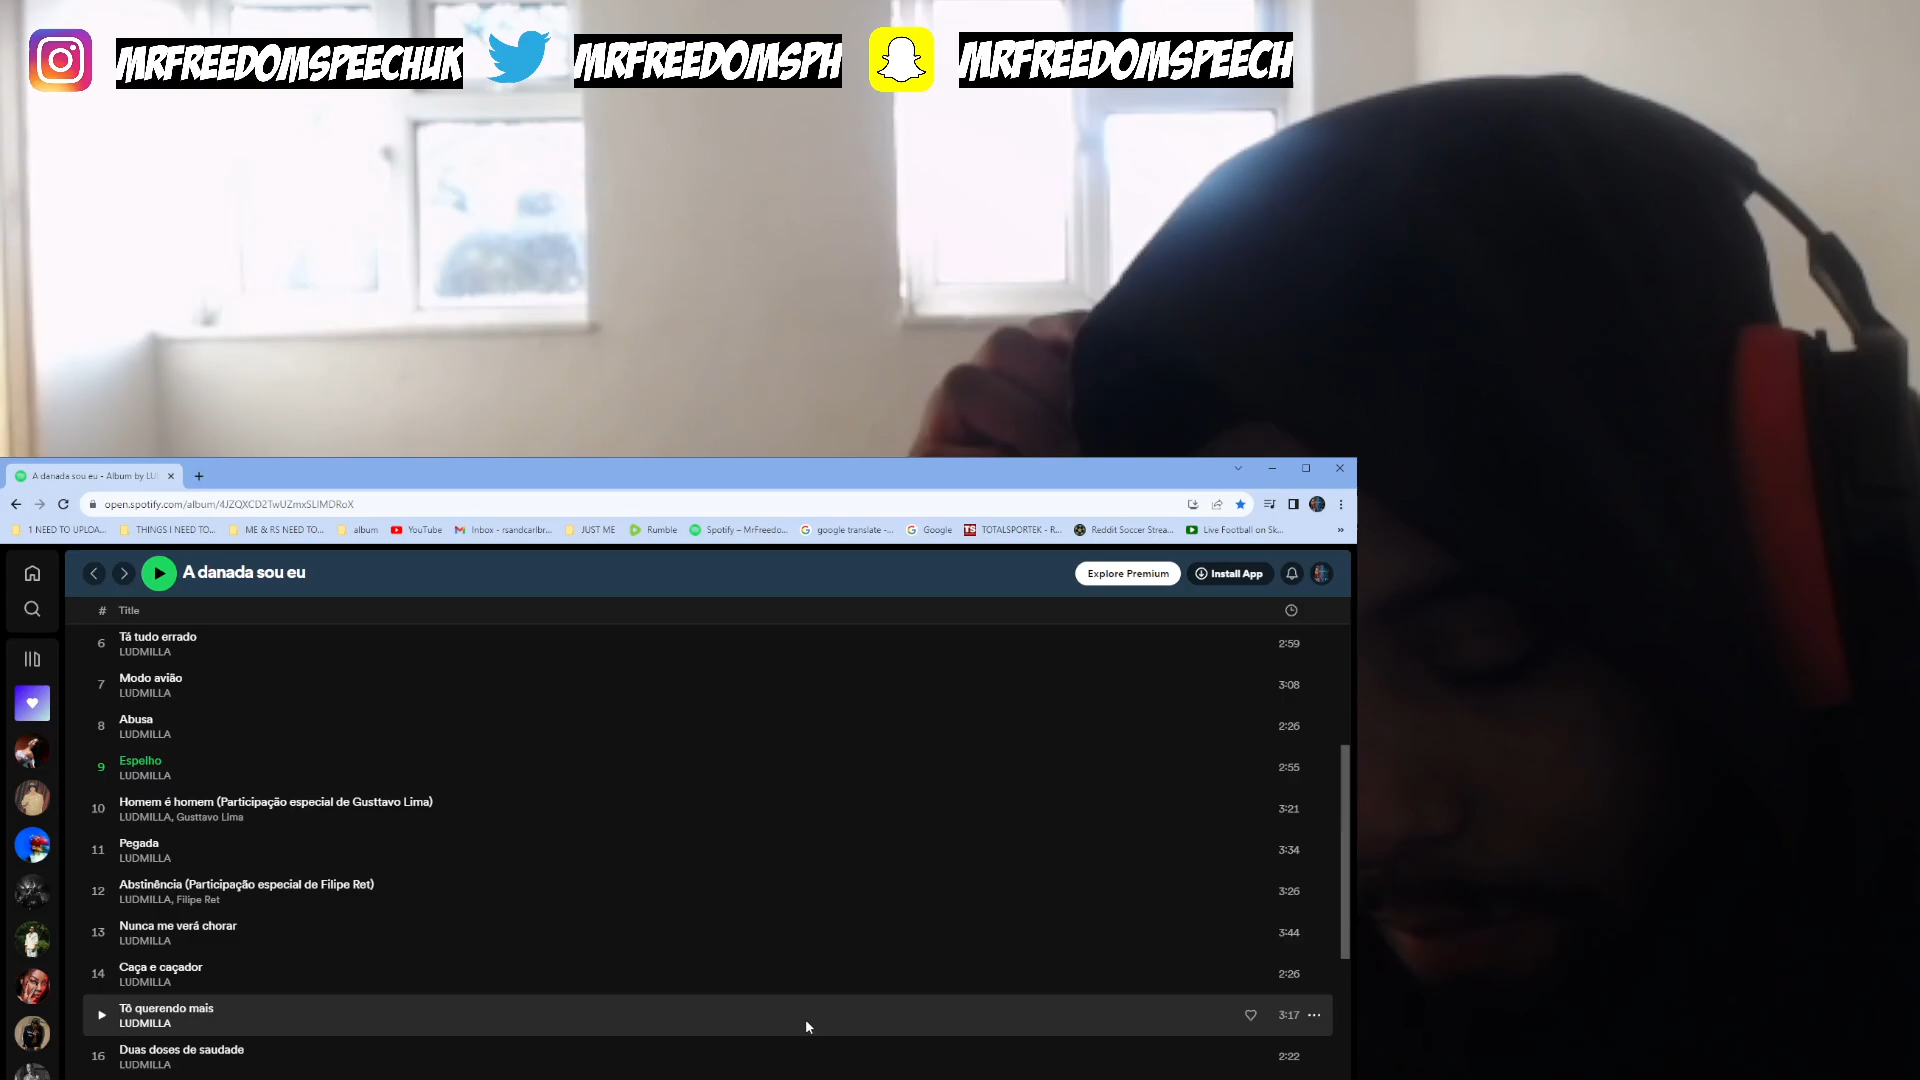 MRFREEDOMSPEECHUK MRFREEDOMSPH MRFREEDOMSPEECH
A danada sou eu - Album by LU
open.spotify.com/album/4JZQXCD2TwUZmxSLIMDRoX
1 NEED TO UPLOA... THINGS I NEED TO... ME & RS NEED TO... album YouTube Inbox - rsandcarlbr... JUST ME Rumble Spotify – MrFreedo... google translate -... Google TS TOTALSPORTEK - R... Reddit Soccer Strea... Live Football on Sk... »
A danada sou eu Explore Premium Install App
# Title
6 Tá tudo errado 2:59
LUDMILLA
7 Modo avião 3:08
LUDMILLA
8 Abusa 2:26
LUDMILLA
9 Espelho 2:55
LUDMILLA
10 Homem é homem (Participação especial de Gusttavo Lima) 3:21
LUDMILLA, Gusttavo Lima
11 Pegada 3:34
LUDMILLA
12 Abstinência (Participação especial de Filipe Ret) 3:26
LUDMILLA, Filipe Ret
13 Nunca me verá chorar 3:44
LUDMILLA
14 Caça e caçador 2:26
LUDMILLA
Tô querendo mais 3:17
LUDMILLA
16 Duas doses de saudade 2:22
LUDMILLA